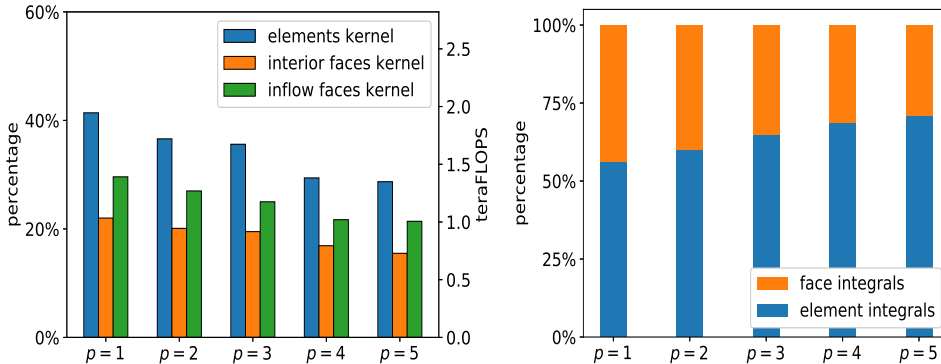 60%
40%
20%
0%
percentage
elements kernel
interior faces kernel
inflow faces kernel
2.5
2.0
1.5
1.0
0.5
0.0
teraFLOPS
p = 1
p = 2
p = 3
p = 4
p = 5
100%
75%
50%
25%
0%
percentage
face integrals
element integrals
p = 1
p = 2
p = 3
p = 4
p = 5